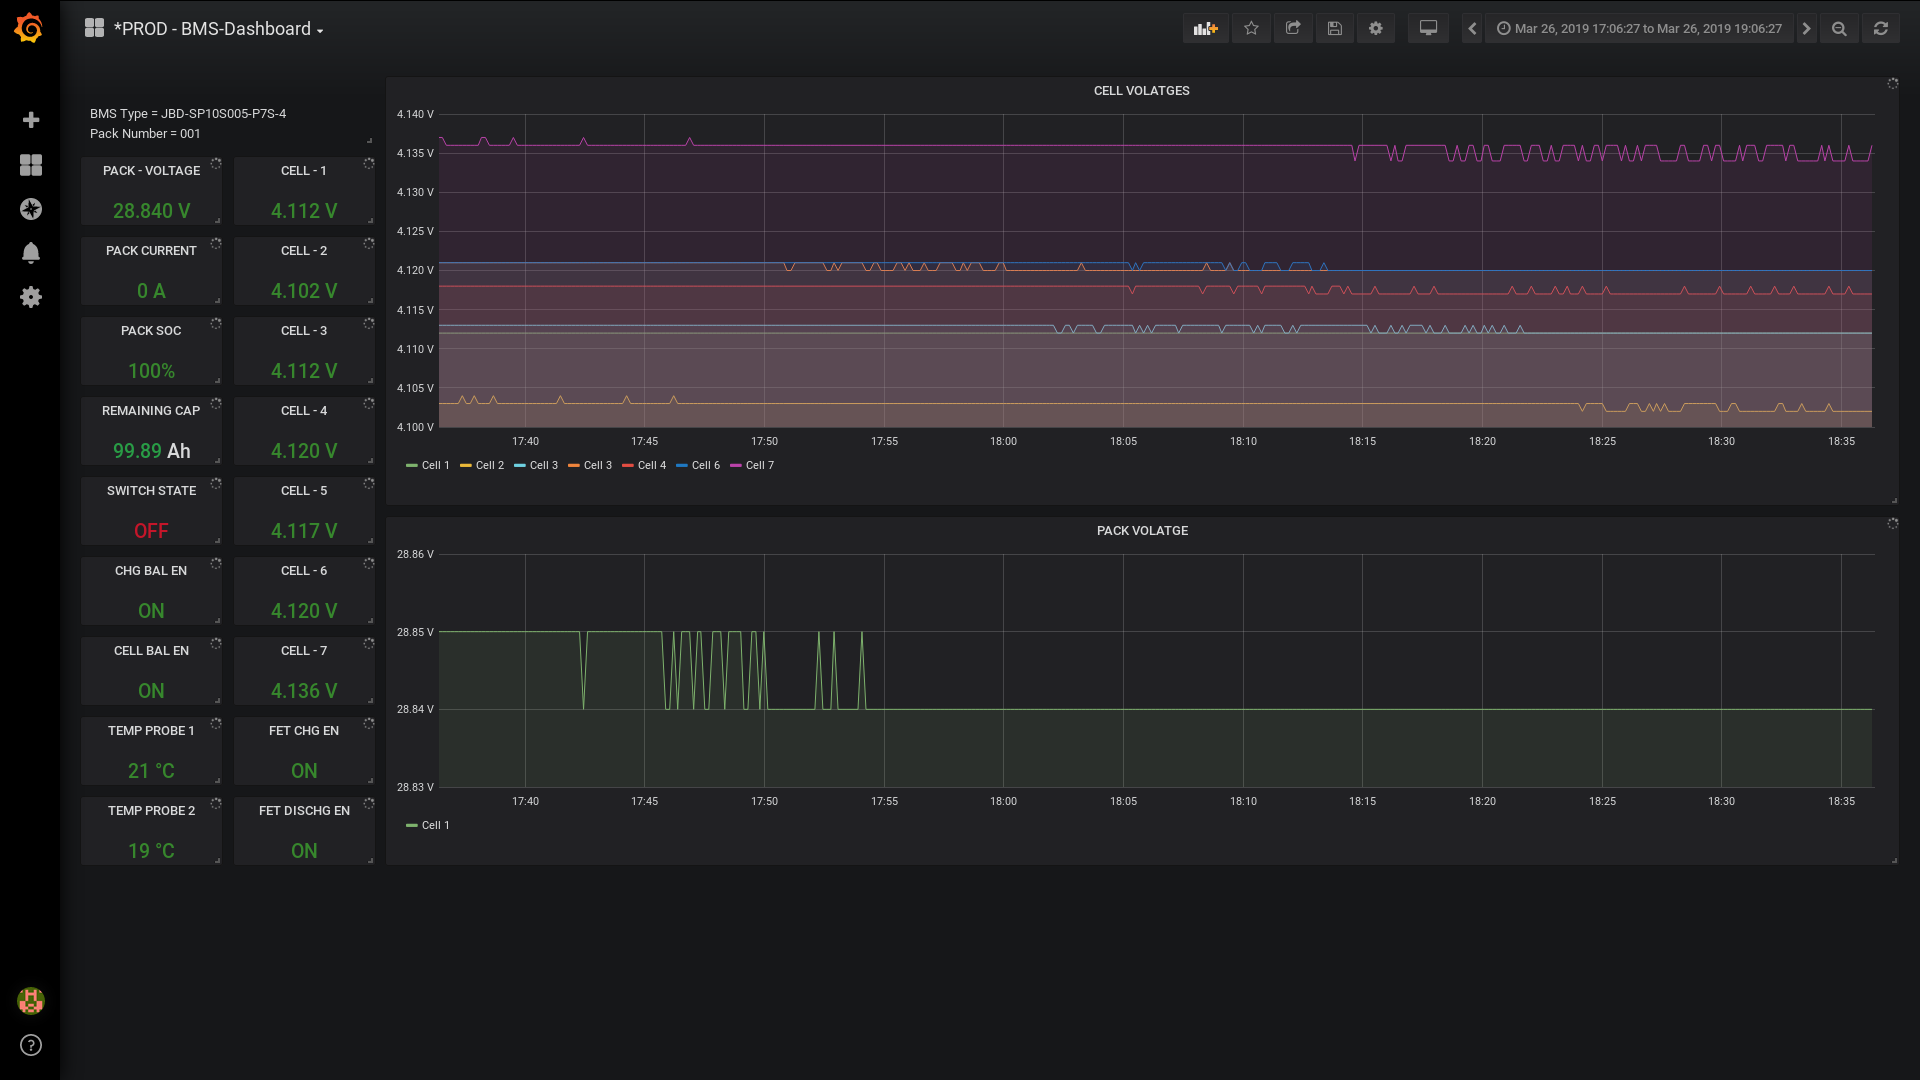 *PROD - BMS-Dashboard
Mar 26, 2019 17:06:27 to Mar 26, 2019 19:06:27
BMS Type = JBD-SP10S005-P7S-4
Pack Number = 001
PACK - VOLTAGE
28.840 V
CELL - 1
4.112 V
PACK CURRENT
0 A
CELL - 2
4.102 V
PACK SOC
100%
CELL - 3
4.112 V
REMAINING CAP
99.89 Ah
CELL - 4
4.120 V
SWITCH STATE
OFF
CELL - 5
4.117 V
CHG BAL EN
ON
CELL - 6
4.120 V
CELL BAL EN
ON
CELL - 7
4.136 V
TEMP PROBE 1
21 °C
FET CHG EN
ON
TEMP PROBE 2
19 °C
FET DISCHG EN
ON
CELL VOLATGES
4.140 V
4.135 V
4.130 V
4.125 V
4.120 V
4.115 V
4.110 V
4.105 V
4.100 V
17:40 17:45 17:50 17:55 18:00 18:05 18:10 18:15 18:20 18:25 18:30 18:35
Cell 1 Cell 2 Cell 3 Cell 3 Cell 4 Cell 6 Cell 7
PACK VOLATGE
28.86 V
28.85 V
28.84 V
28.83 V
17:40 17:45 17:50 17:55 18:00 18:05 18:10 18:15 18:20 18:25 18:30 18:35
Cell 1
?